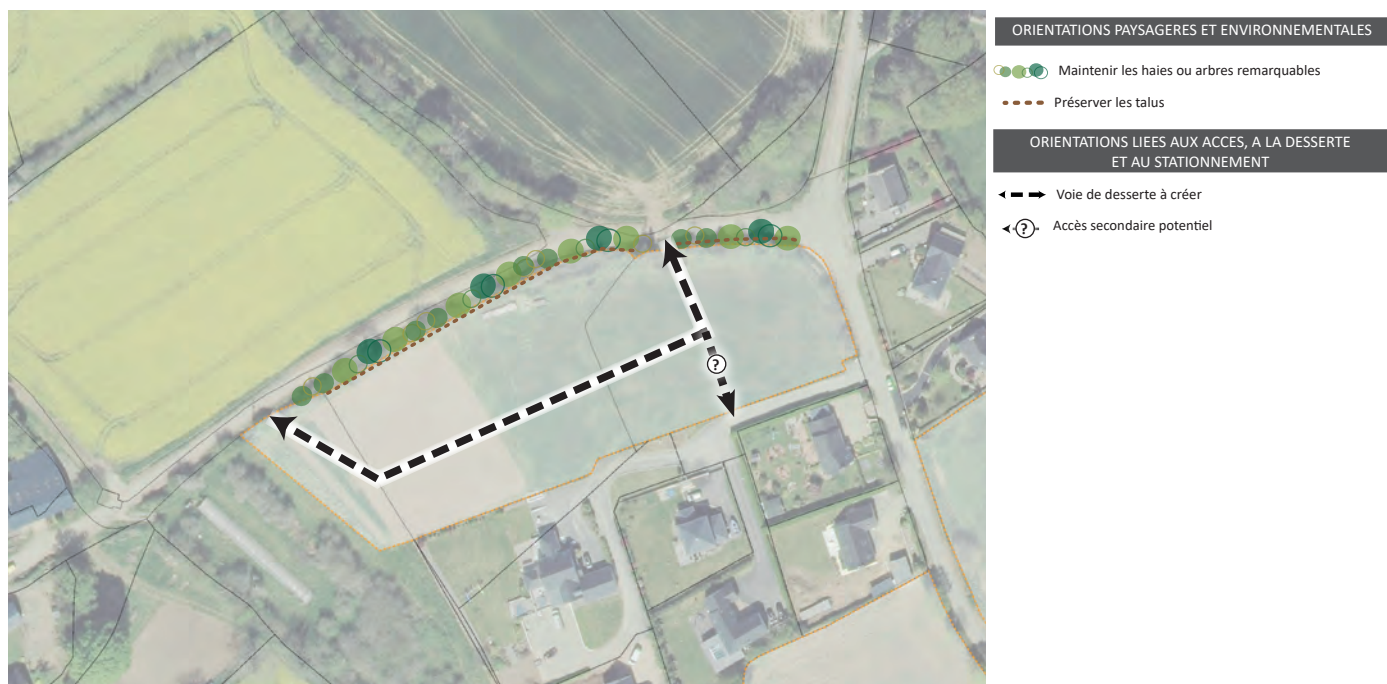 ORIENTATIONS PAYSAGERES ET ENVIRONNEMENTALES
Maintenir les haies ou arbres remarquables
Préserver les talus
ORIENTATIONS LIEES AUX ACCES, A LA DESSERTE
ET AU STATIONNEMENT
Voie de desserte à créer
?
Accès secondaire potentiel
?